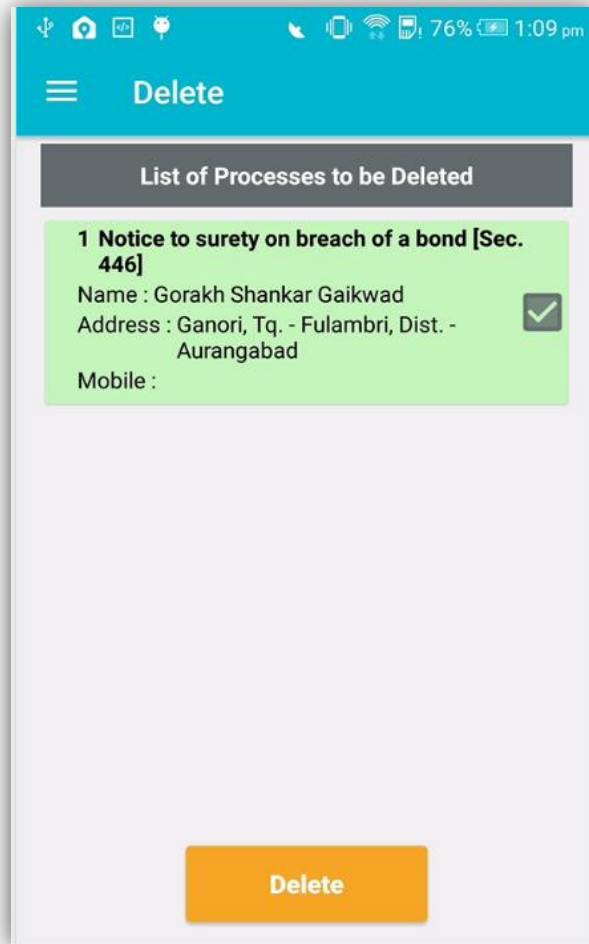 76% 1:09 pm
Delete
List of Processes to be Deleted
1 Notice to surety on breach of a bond [Sec.
446]
Name : Gorakh Shankar Gaikwad
Address : Ganori, Tq. - Fulambri, Dist. -
Aurangabad
Mobile :
Delete